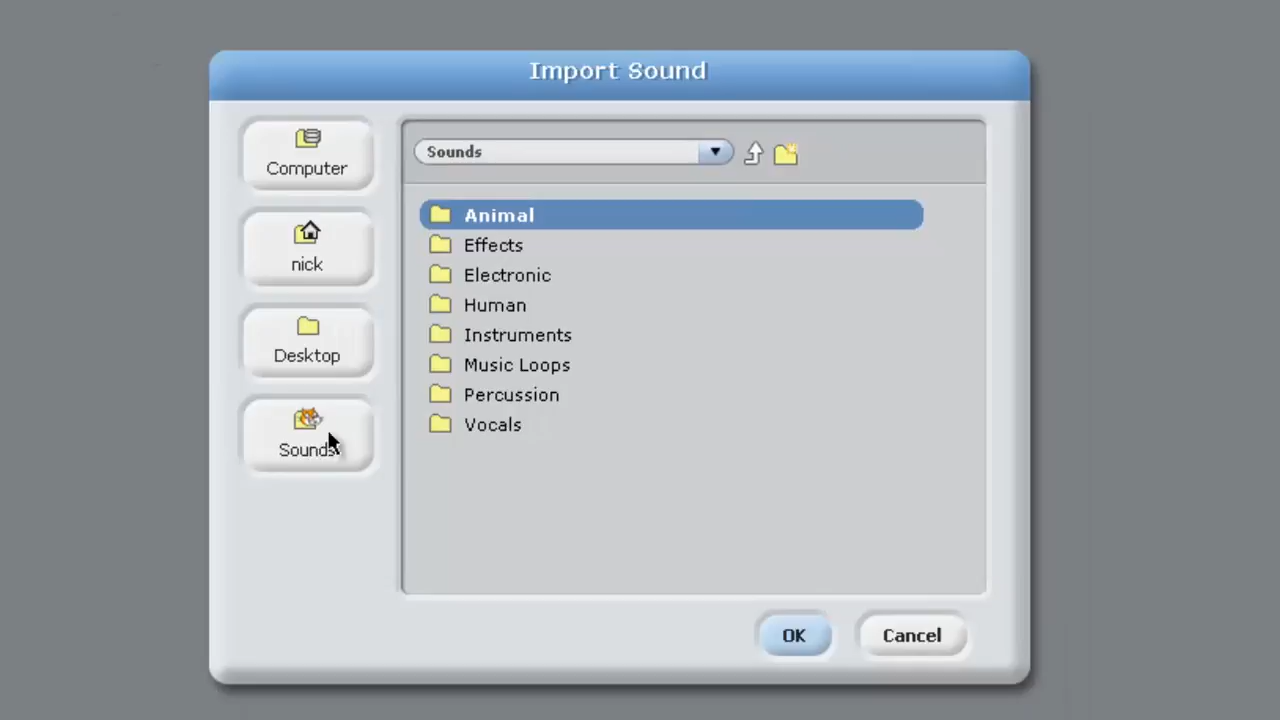 Import Sound
Computer
nick
Desktop
Sounds
Sounds
Animal
Effects
Electronic
Human
Instruments
Music Loops
Percussion
Vocals
OK
Cancel